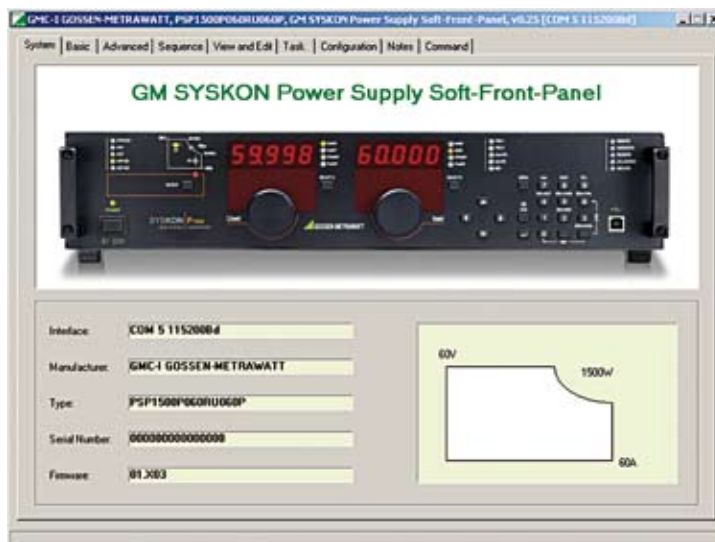 GMC-I GOSSEN-METRAWATT, PSP1500P060RU060P, GM SYSKON Power Supply Soft-Front-Panel, v0.25 [COM 5 115200Bd]
System Basic Advanced Sequence View and Edit Task Configuration Notes Command
GM SYSKON Power Supply Soft-Front-Panel
59.998 60.000
SYSKON P1500
GOSSEN-METRAWATT
Interface: COM 5 115200Bd
Manufacturer: GMC-I GOSSEN-METRAWATT
Type: PSP1500P060RU060P
Serial Number: 000000000000000
Firmware: 01.X03
60V
1500W
60A